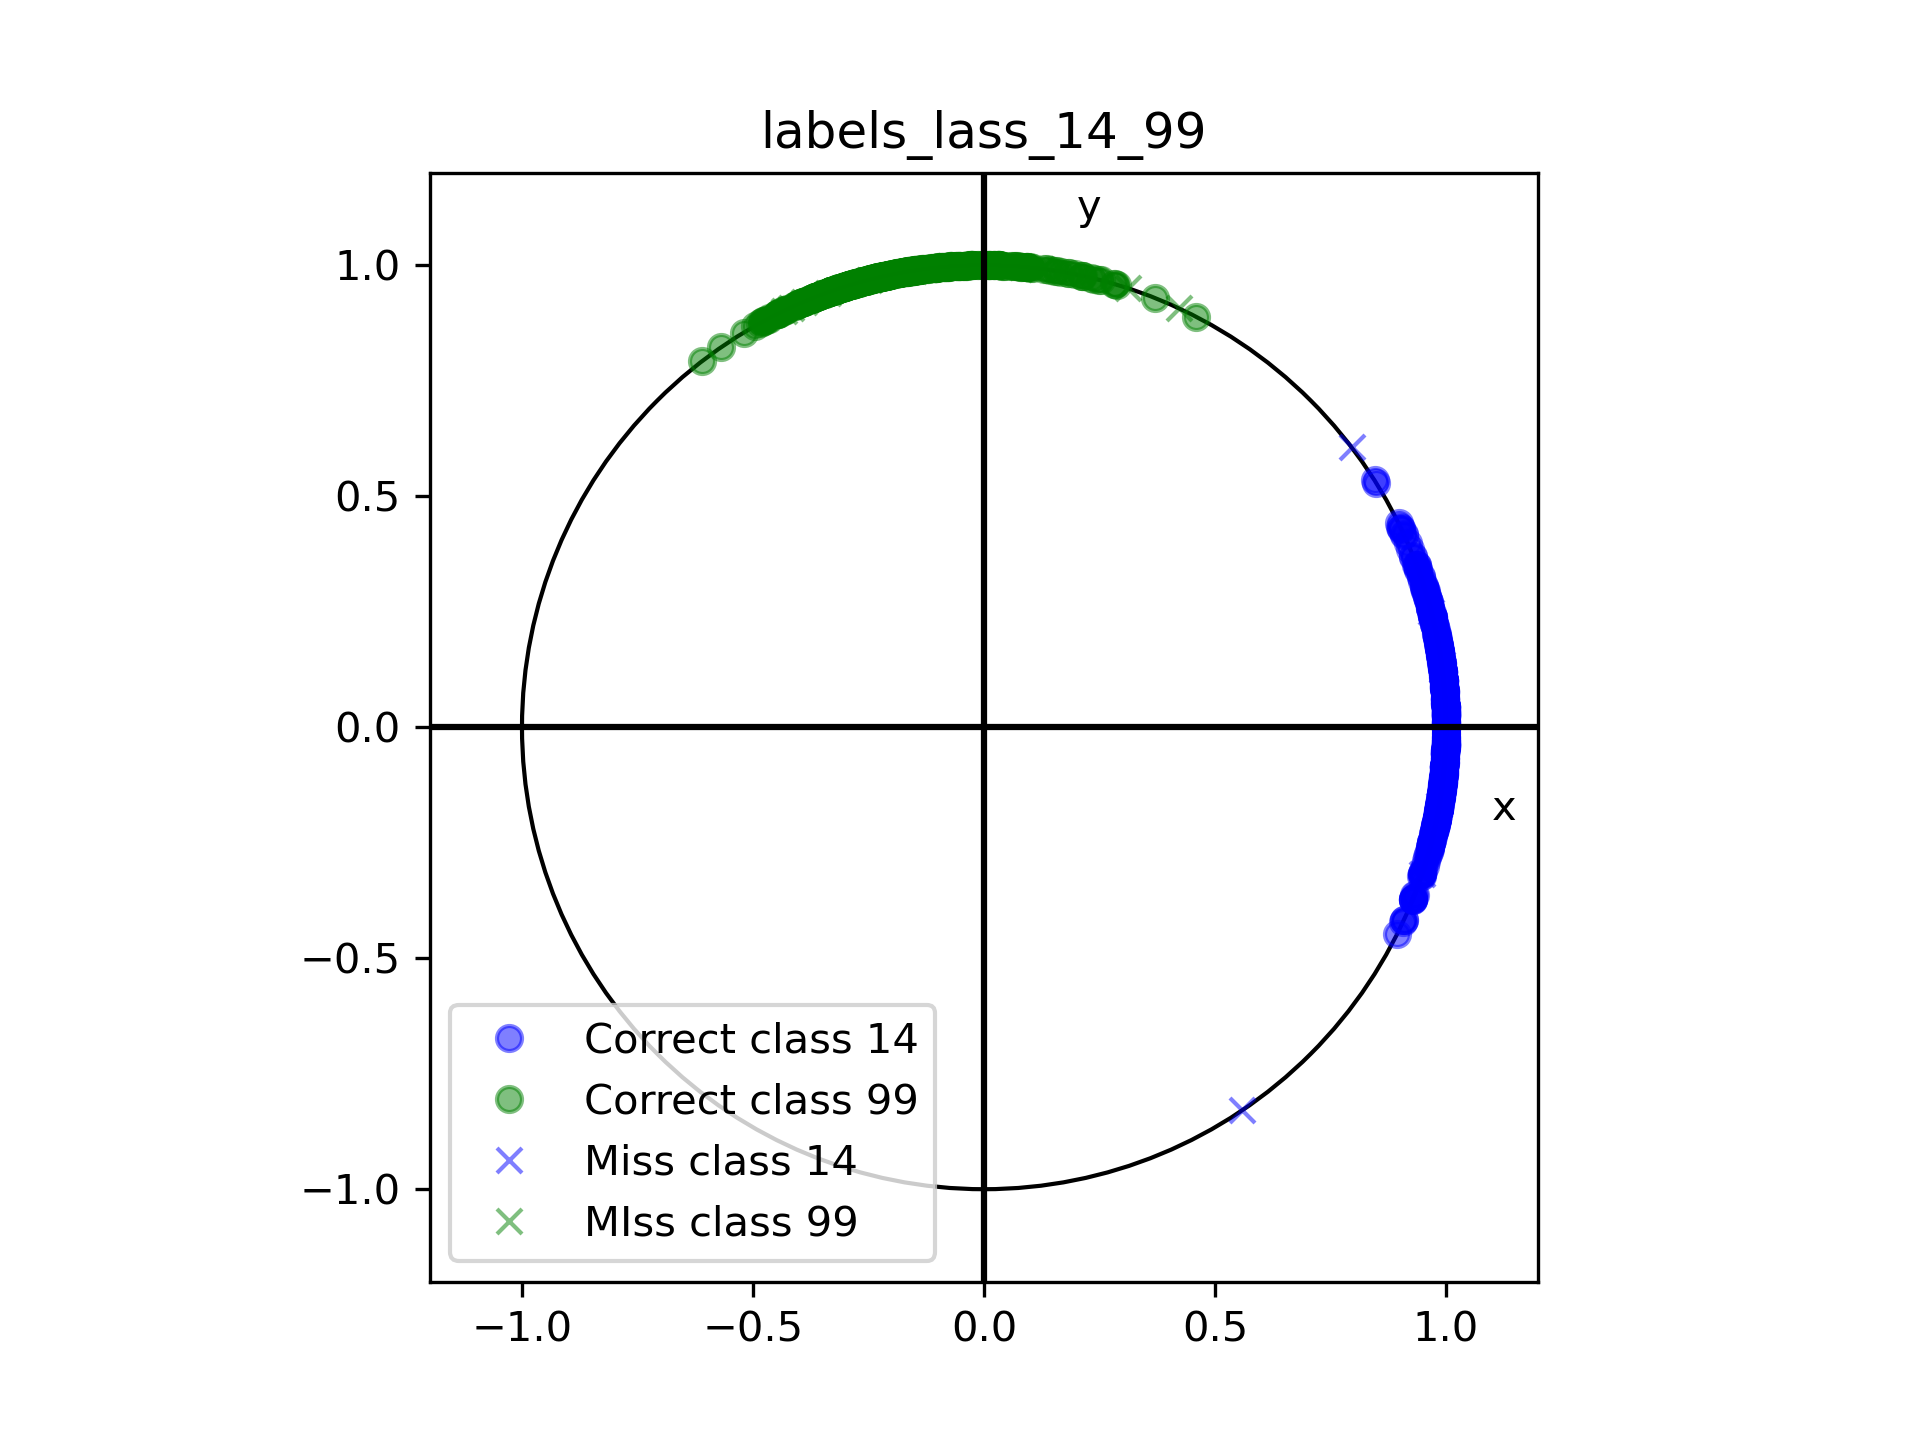 labels_lass_14_99
y
1.0
0.5
0.0
x
−0.5
−1.0
Correct class 14
Correct class 99
Miss class 14
MIss class 99
−1.0 −0.5 0.0 0.5 1.0